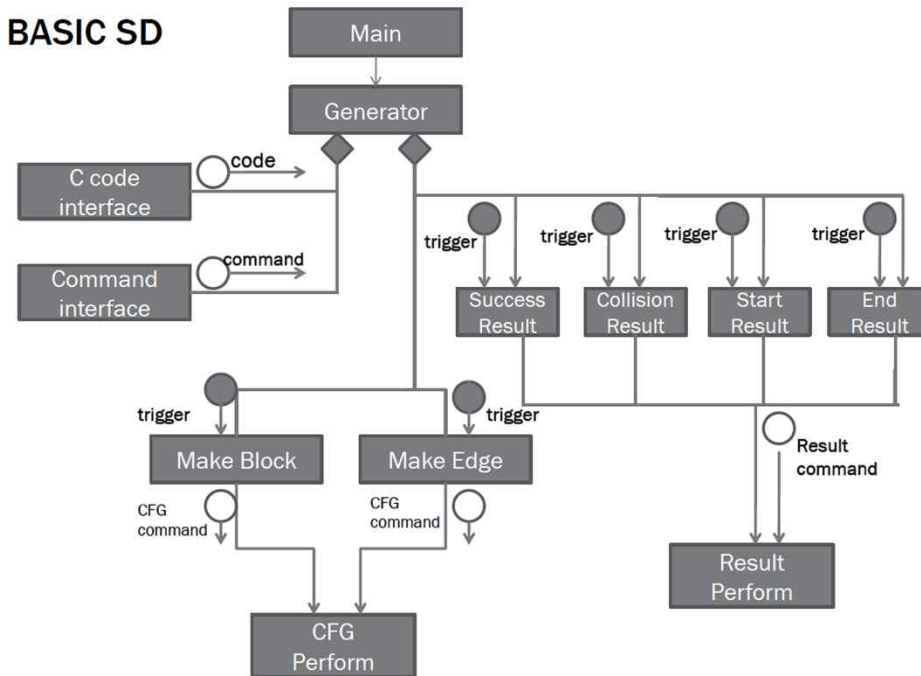 BASIC SD
Main
Generator
code
C code
interface
command
Command
interface
trigger
trigger
trigger
trigger
Success
Result
Collision
Result
Start
Result
End
Result
trigger
trigger
Make Block
Make Edge
Result
command
CFG
command
CFG
command
Result
Perform
CFG
Perform